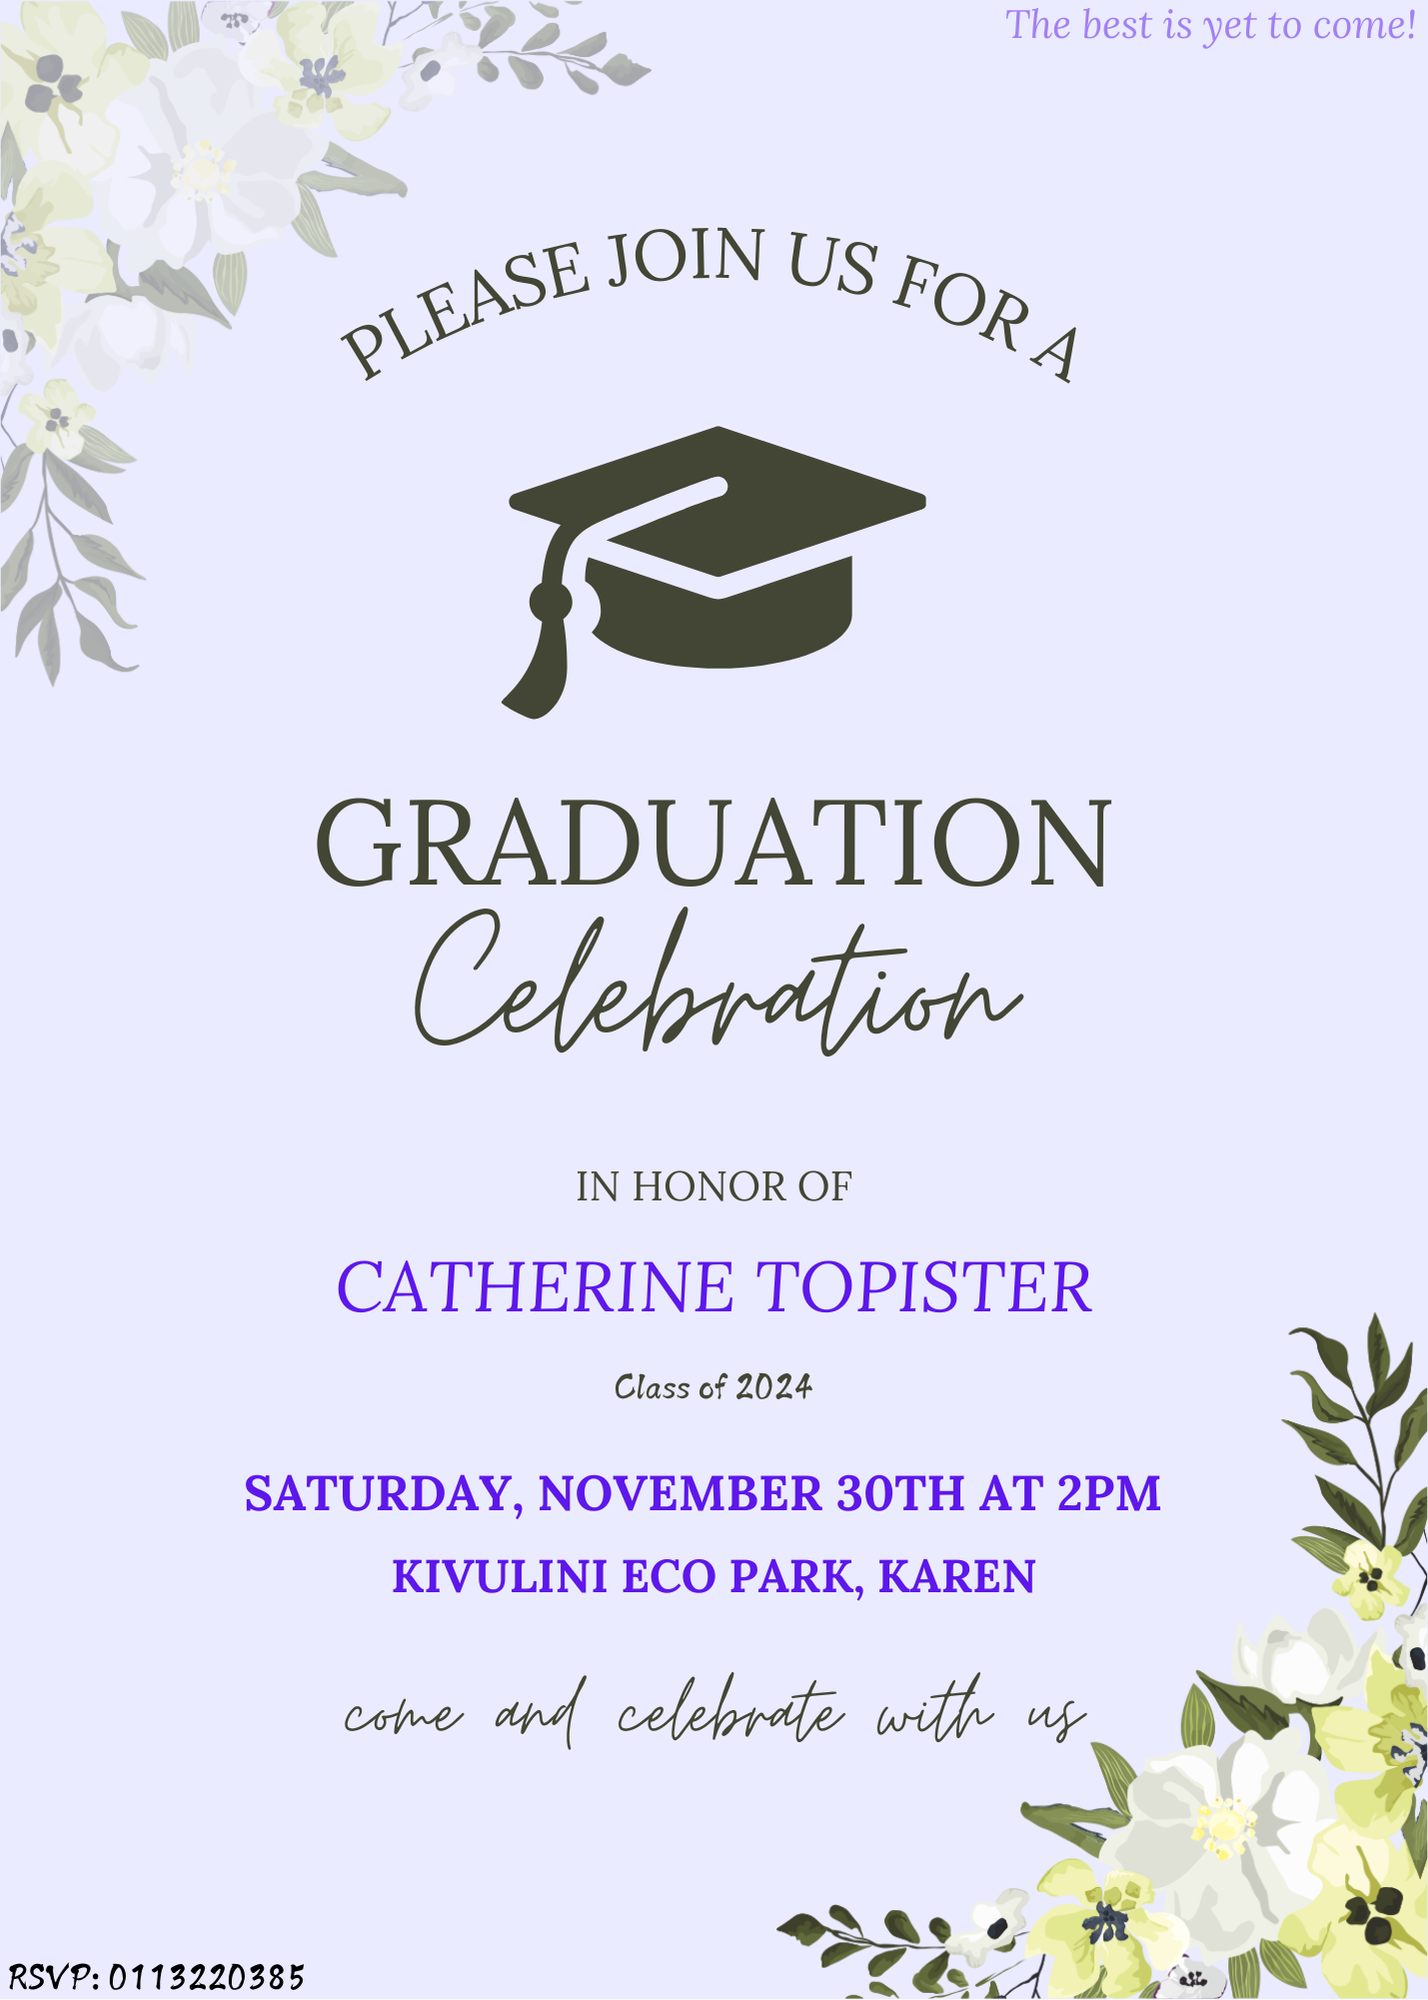 The best is yet to come!
PLEASE JOIN US FOR A
GRADUATION
Celebration
IN HONOR OF
CATHERINE TOPISTER
Class of 2024
SATURDAY, NOVEMBER 30TH AT 2PM
KIVULINI ECO PARK, KAREN
come and celebrate with us
RSVP: 0113220385